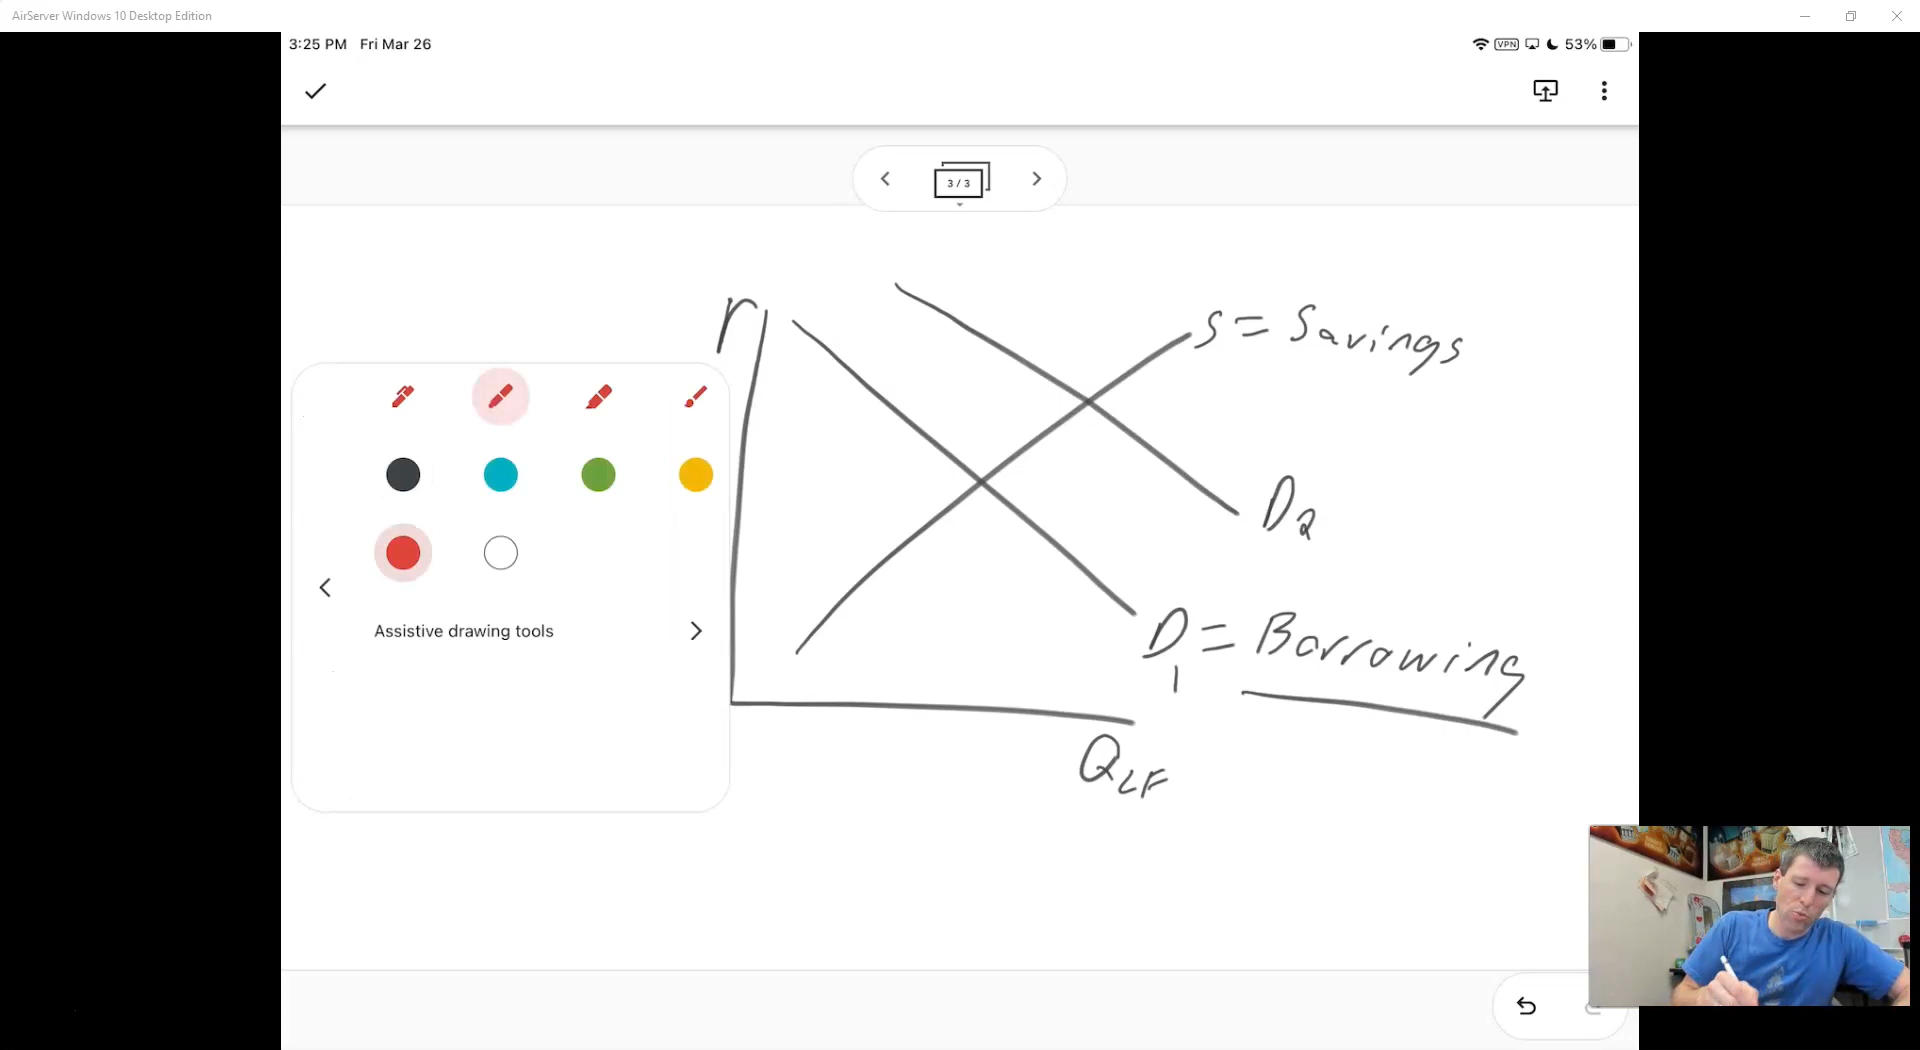 AirServer Windows 10 Desktop Edition
3:25 PM Fri Mar 26
VPN 53%
3 / 3
r
S = Savings
D2
Assistive drawing tools
D1 = Borrowing
QLF